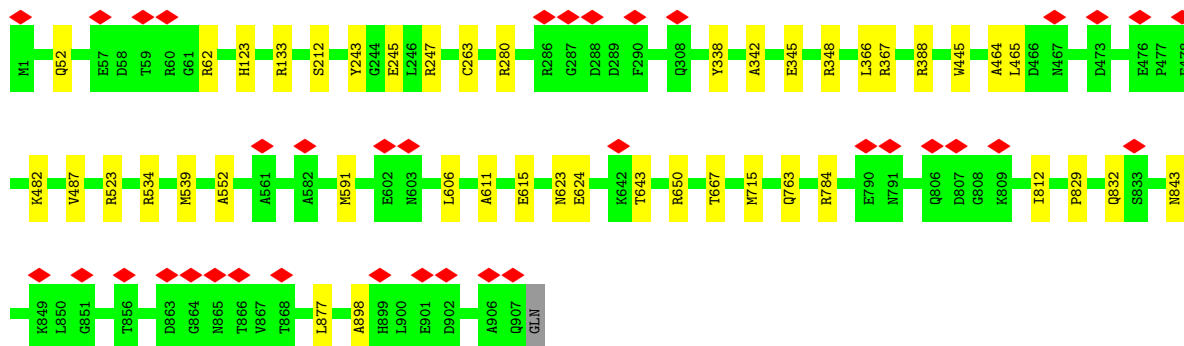 M1 Q52 E57 D58 T59 R60 G61 R62 H123 R133 S212 Y243 G244 E245 L246 R247 C263 R280 R286 G287 D288 D289 F290 Q308 Y338 A342 E345 R348 L366 R367 R388 W445 A464 L465 D466 N467 D473 E476 P477
K482 V487 R523 R534 M539 A552 A561 A582 M591 E602 N603 L606 A611 E615 N623 E624 K642 T643 R650 T667 M715 Q763 R784 E790 N791 Q806 D807 G808 K809 I812 P829 Q832 S833 N843
K849 L850 G851 T856 D863 G864 N865 T866 V867 T868 L877 A898 H899 L900 E901 D902 A906 Q907 GLN